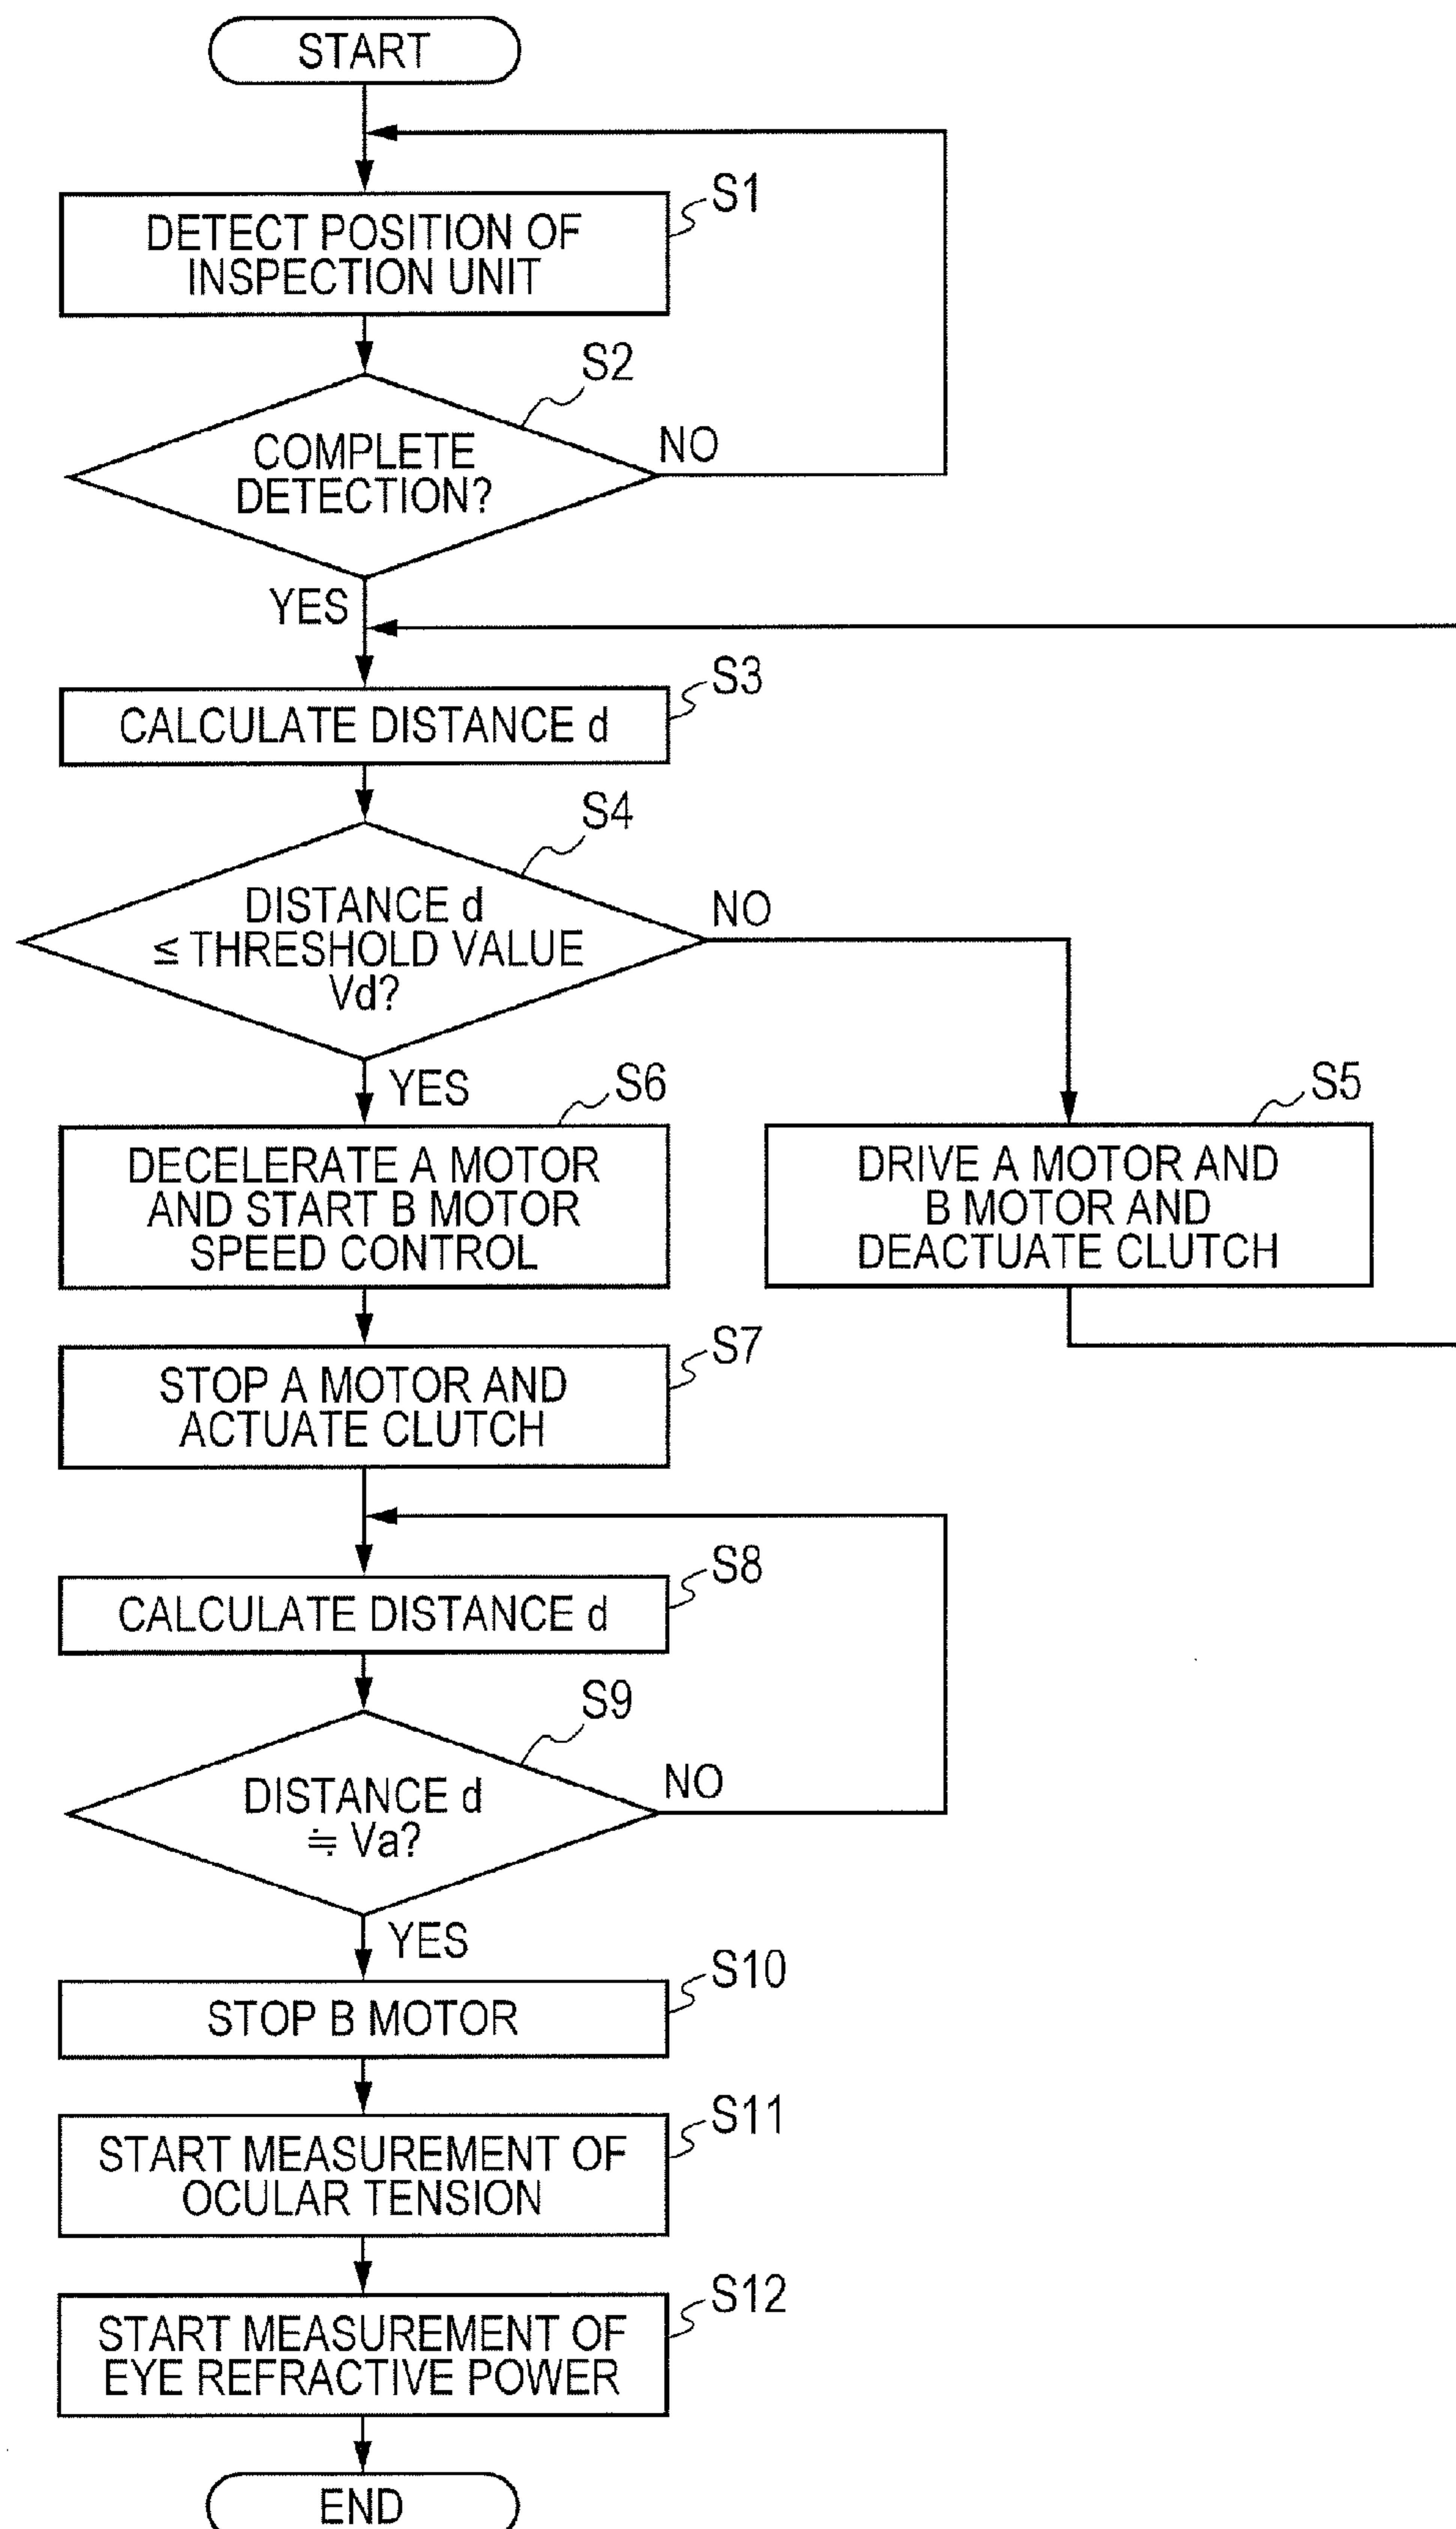 START
S1
DETECT POSITION OF
INSPECTION UNIT
S2
COMPLETE
DETECTION?
NO
YES
S3
CALCULATE DISTANCE d
S4
DISTANCE d
≤ THRESHOLD VALUE
Vd?
NO
YES
S6
DECELERATE A MOTOR
AND START B MOTOR
SPEED CONTROL
S5
DRIVE A MOTOR AND
B MOTOR AND
DEACTUATE CLUTCH
S7
STOP A MOTOR AND
ACTUATE CLUTCH
S8
CALCULATE DISTANCE d
S9
DISTANCE d
≒ Va?
NO
YES
S10
STOP B MOTOR
S11
START MEASUREMENT OF
OCULAR TENSION
S12
START MEASUREMENT OF
EYE REFRACTIVE POWER
END